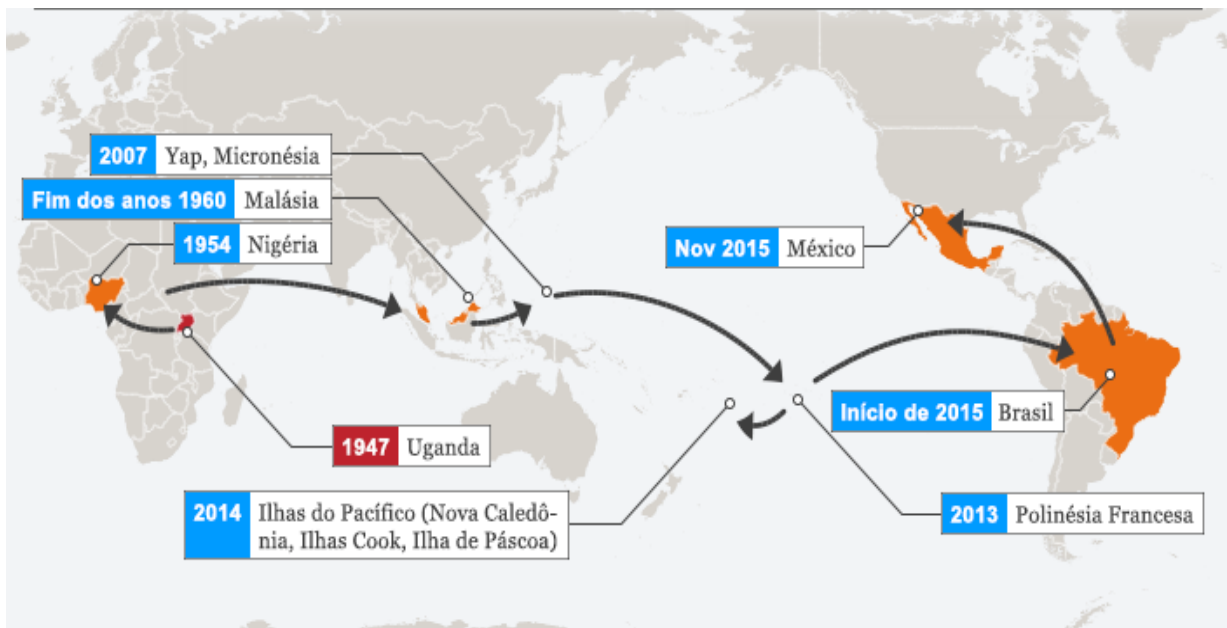 2007 Yap, Micronésia
Fim dos anos 1960 Malásia
1954 Nigéria
Nov 2015 México
Início de 2015 Brasil
1947 Uganda
2014 Ilhas do Pacífico (Nova Caledô-
nia, Ilhas Cook, Ilha de Páscoa)
2013 Polinésia Francesa